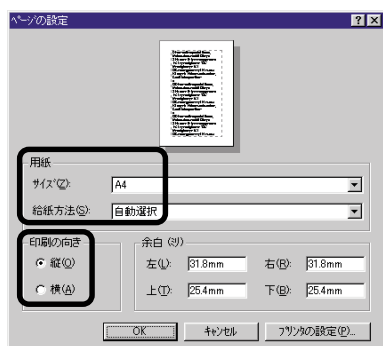 ページの設定
用紙
サイズ(Z): A4
給紙方法(S): 自動選択
印刷の向き
縦(O)
横(A)
余白 (ミリ)
左(L): 31.8mm 右(R): 31.8mm
上(T): 25.4mm 下(B): 25.4mm
OK キャンセル プリンタの設定(P)...